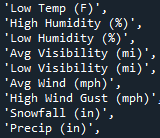 'Low Temp (F)',
'High Humidity (%)',
'Low Humidity (%)',
'Avg Visibility (mi)',
'Low Visibility (mi)',
'Avg Wind (mph)',
'High Wind Gust (mph)',
'Snowfall (in)',
'Precip (in)',